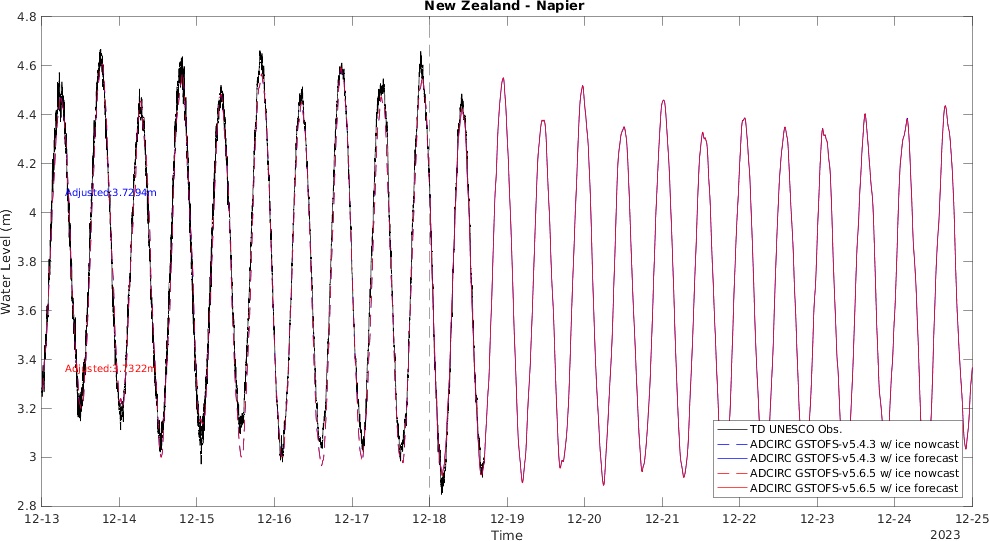 New Zealand - Napier
4.8
4.6
4.4
4.2
4
3.8
3.6
3.4
3.2
3
2.8
Water Level (m)
Adjusted:3.7294m
Adjusted:3.7322m
TD UNESCO Obs.
ADCIRC GSTOFS-v5.4.3 w/ ice nowcast
ADCIRC GSTOFS-v5.4.3 w/ ice forecast
ADCIRC GSTOFS-v5.6.5 w/ ice nowcast
ADCIRC GSTOFS-v5.6.5 w/ ice forecast
12-13 12-14 12-15 12-16 12-17 12-18 12-19 12-20 12-21 12-22 12-23 12-24 12-25
Time
2023